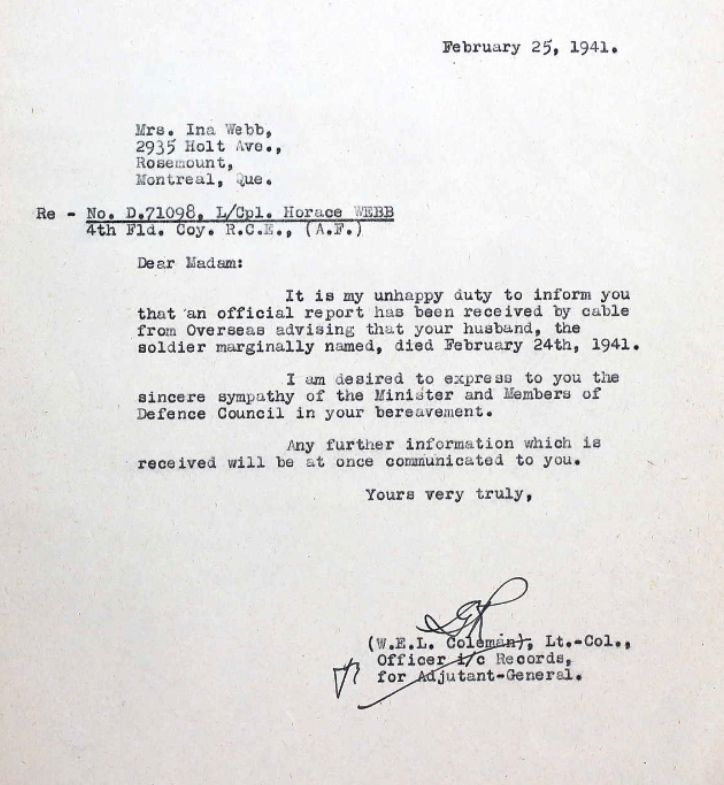 February 25, 1941.
Mrs. Ina Webb,
2935 Holt Ave.,
Rosemount,
Montreal, Que.
Re - No. D.71098, L/Cpl. Horace WEBB
4th Fld. Coy. R.C.E., (A.F.)
Dear Madam:
It is my unhappy duty to inform you
that an official report has been received by cable
from Overseas advising that your husband, the
soldier marginally named, died February 24th, 1941.
I am desired to express to you the
sincere sympathy of the Minister and Members of
Defence Council in your bereavement.
Any further information which is
received will be at once communicated to you.
Yours very truly,
(W.E.L. Coleman), Lt.-Col.,
Officer i/c Records,
for Adjutant-General.